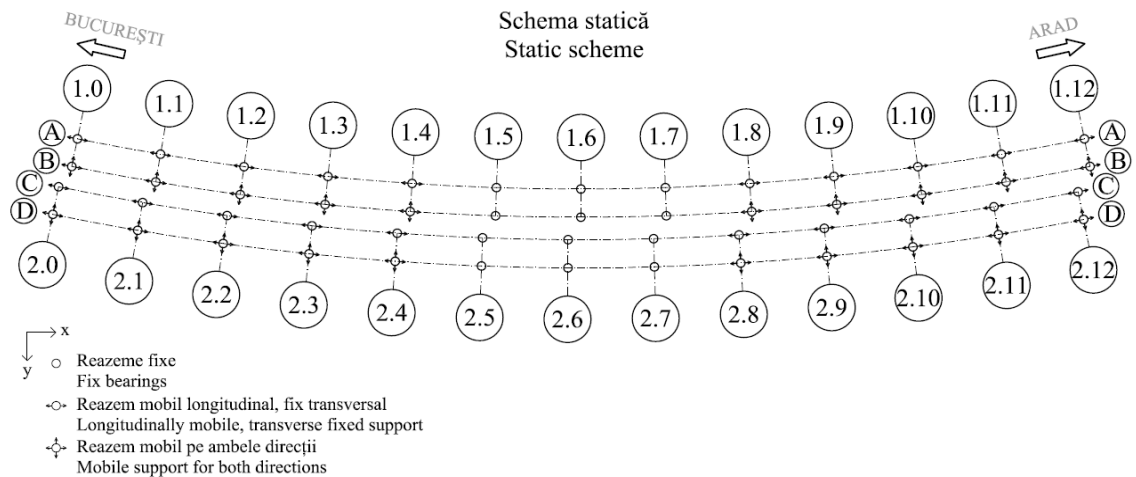 Schema statică
Static scheme
BUCUREȘTI
ARAD
1.0
1.1
1.2
1.3
1.4
1.5
1.6
1.7
1.8
1.9
1.10
1.11
1.12
A
B
C
D
A
B
C
D
2.0
2.1
2.2
2.3
2.4
2.5
2.6
2.7
2.8
2.9
2.10
2.11
2.12
x
y
Reazeme fixe
Fix bearings
Reazem mobil longitudinal, fix transversal
Longitudinally mobile, transverse fixed support
Reazem mobil pe ambele direcții
Mobile support for both directions